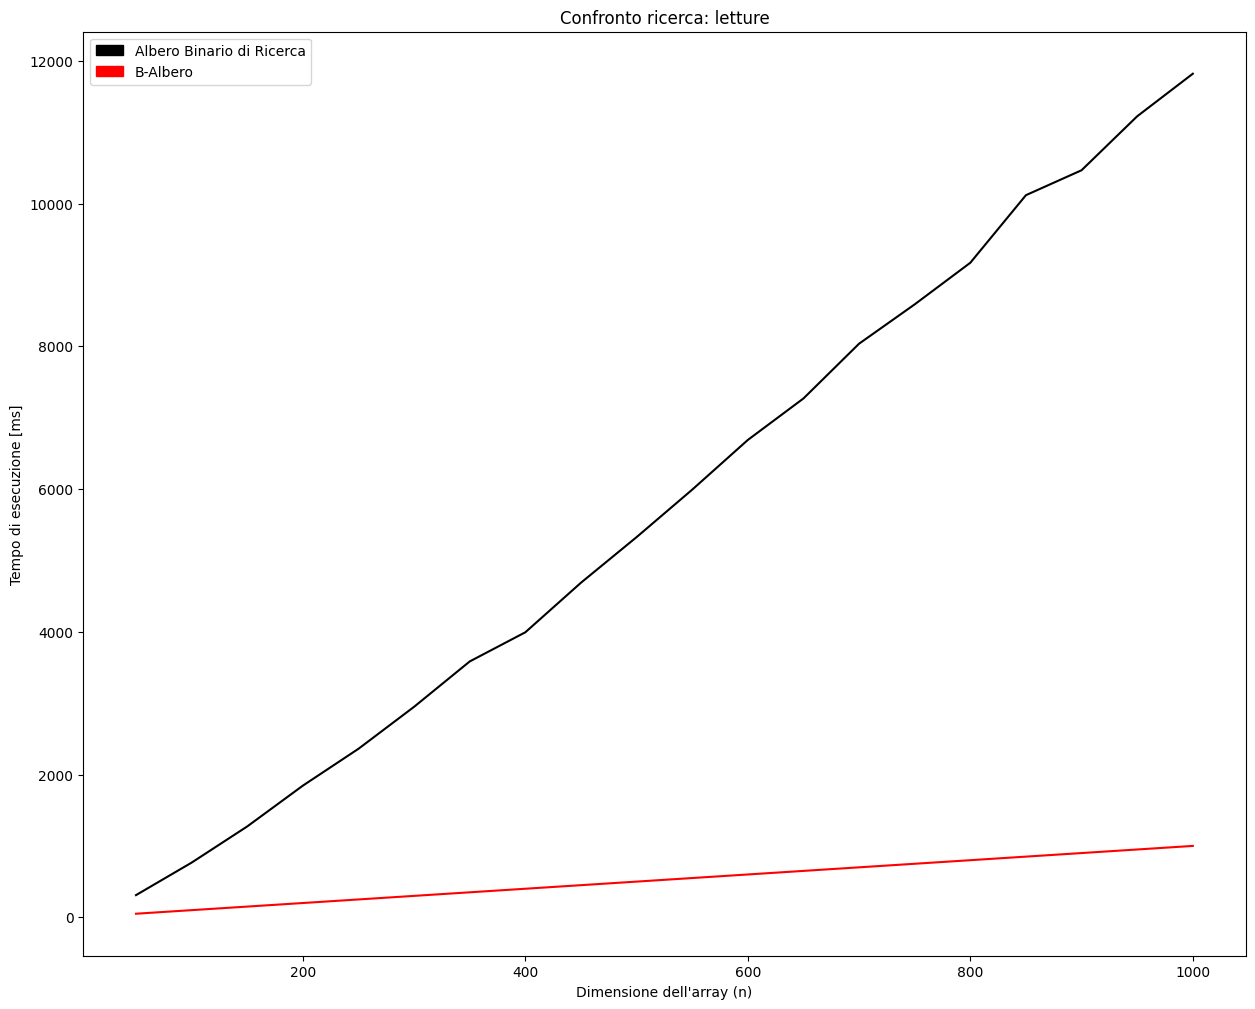 Confronto ricerca: letture
Albero Binario di Ricerca
B-Albero
12000
10000
8000
6000
4000
2000
0
Tempo di esecuzione [ms]
200
400
600
800
1000
Dimensione dell'array (n)